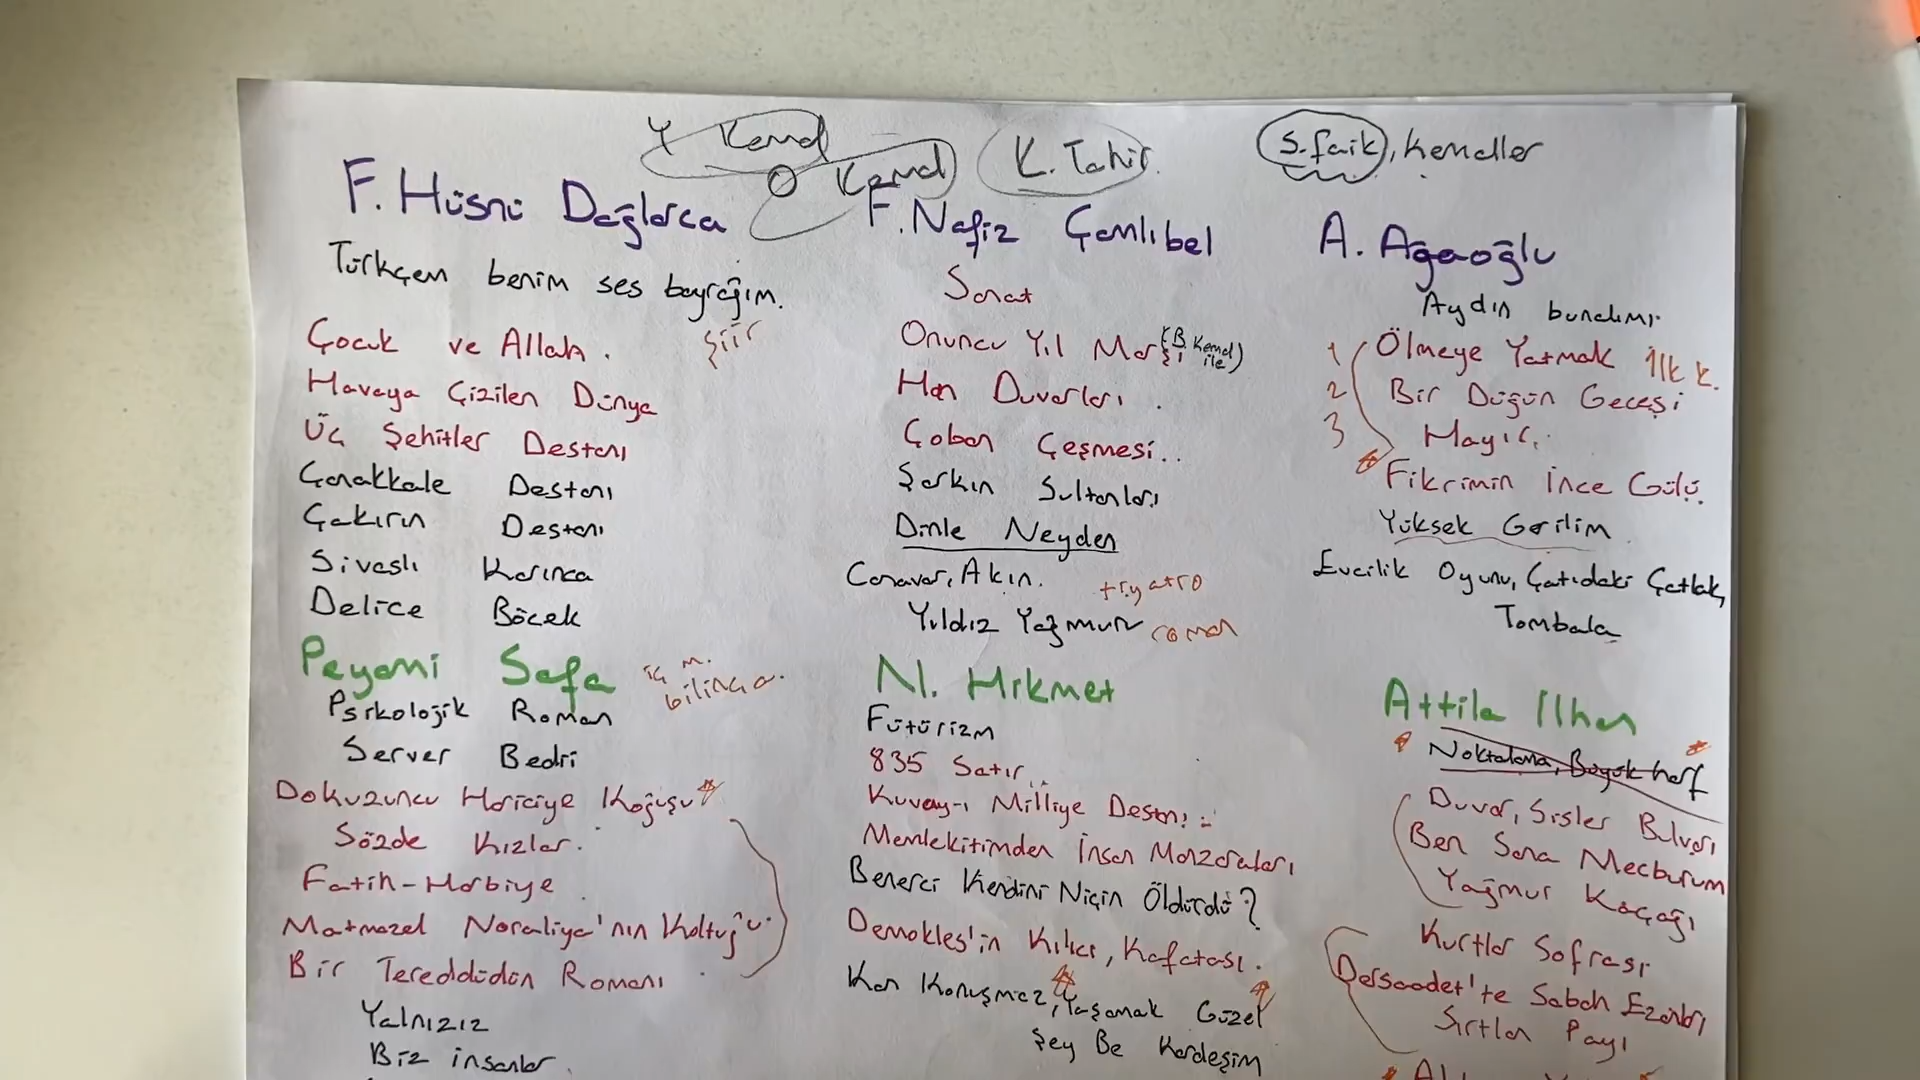 Y Kemal
O Kemal
K. Tahir
S. Faik, Kemaller
F. Hüsnü Dağlarca
Türkçem benim ses bayrağım.
Çocuk ve Allah.
şiir
Havaya Çizilen Dünya
Üç Şehitler Destanı
Çanakkale Destanı
Çakırın Destanı
Sivaslı Karınca
Delice Böcek
F. Nafiz Çamlıbel
Sanat
Onuncu Yıl Marşı (B. Kemal ile)
Han Duvarları.
Çoban Çeşmesi..
Şarkın Sultanları
Dinle Neyden
Canavar, Akın.
tiyatro
Yıldız Yağmuru
roman
A. Ağaoğlu
Aydın bunalımı.
1 Ölmeye Yatmak İlk k.
2 Bir Düğün Gecesi
3 Hayır.
Fikrimin İnce Gülü.
Yüksek Gerilim
Evcilik Oyunu, Çatıdaki Çatlak,
Tombala
Peyami Safa
iç m.
bilinç a.
Psikolojik Roman
Server Bedri
Dokuzuncu Hariciye Koğuşu
Sözde Kızlar.
Fatih-Harbiye
Matmazel Noraliya'nın Koltuğu.
Bir Tereddüdün Romanı
Yalnızız
Biz insanlar
N. Hikmet
Fütürizm
835 Satır
Kuvay-ı Milliye Destanı
Memlekitimden İnsan Manzaraları
Benerci Kendini Niçin Öldürdü?
Demokles'in Kılıcı, Kafatası.
Kan Konuşmaz, Yaşamak Güzel
Şey Be Kardeşim
Attila İlhan
Noktalama, Büyük harf
Duvar, Sisler Bulvarı
Ben Sana Mecburum
Yağmur Kaçağı
Kurtlar Sofrası
Dersaadet'te Sabah Ezanları
Sırtlan Payı